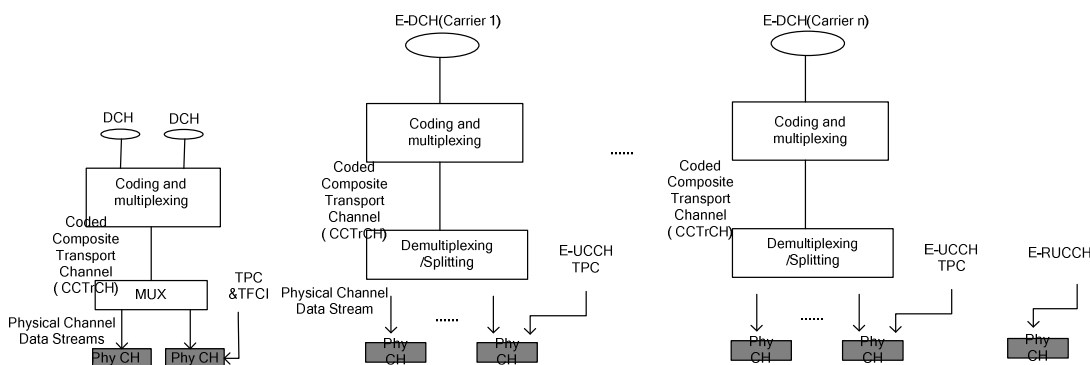 E-DCH(Carrier 1)
E-DCH(Carrier n)
DCH
DCH
Coding and
multiplexing
Coded
Composite
Transport
Channel
( CCTrCH)
MUX
TPC
&TFCI
Physical Channel
Data Streams
Phy CH
Phy CH
Coding and
multiplexing
Coded
Composite
Transport
Channel
( CCTrCH)
Demultiplexing
/Splitting
E-UCCH
TPC
Physical Channel
Data Stream
......
Phy
CH
Phy
CH
......
Coding and
multiplexing
Coded
Composite
Transport
Channel
( CCTrCH)
Demultiplexing
/Splitting
E-UCCH
TPC
E-RUCCH
......
Phy
CH
Phy
CH
Phy
CH